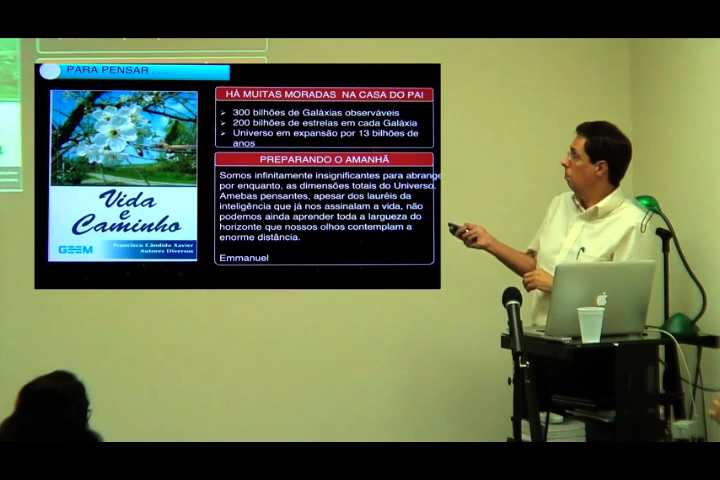 PARA PENSAR
HÁ MUITAS MORADAS NA CASA DO PAI
300 bilhões de Galáxias observáveis
200 bilhões de estrelas em cada Galáxia
Universo em expansão por 13 bilhões de
anos
PREPARANDO O AMANHÃ
Somos infinitamente insignificantes para abrange
por enquanto, as dimensões totais do Universo.
Amebas pensantes, apesar dos lauréis da
inteligência que já nos assinalam a vida, não
podemos ainda aprender toda a largueza do
horizonte que nossos olhos contemplam a
enorme distância.
Emmanuel
Vida
e
Caminho
GEEM
Francisco Cândido Xavier
Autores Diversos